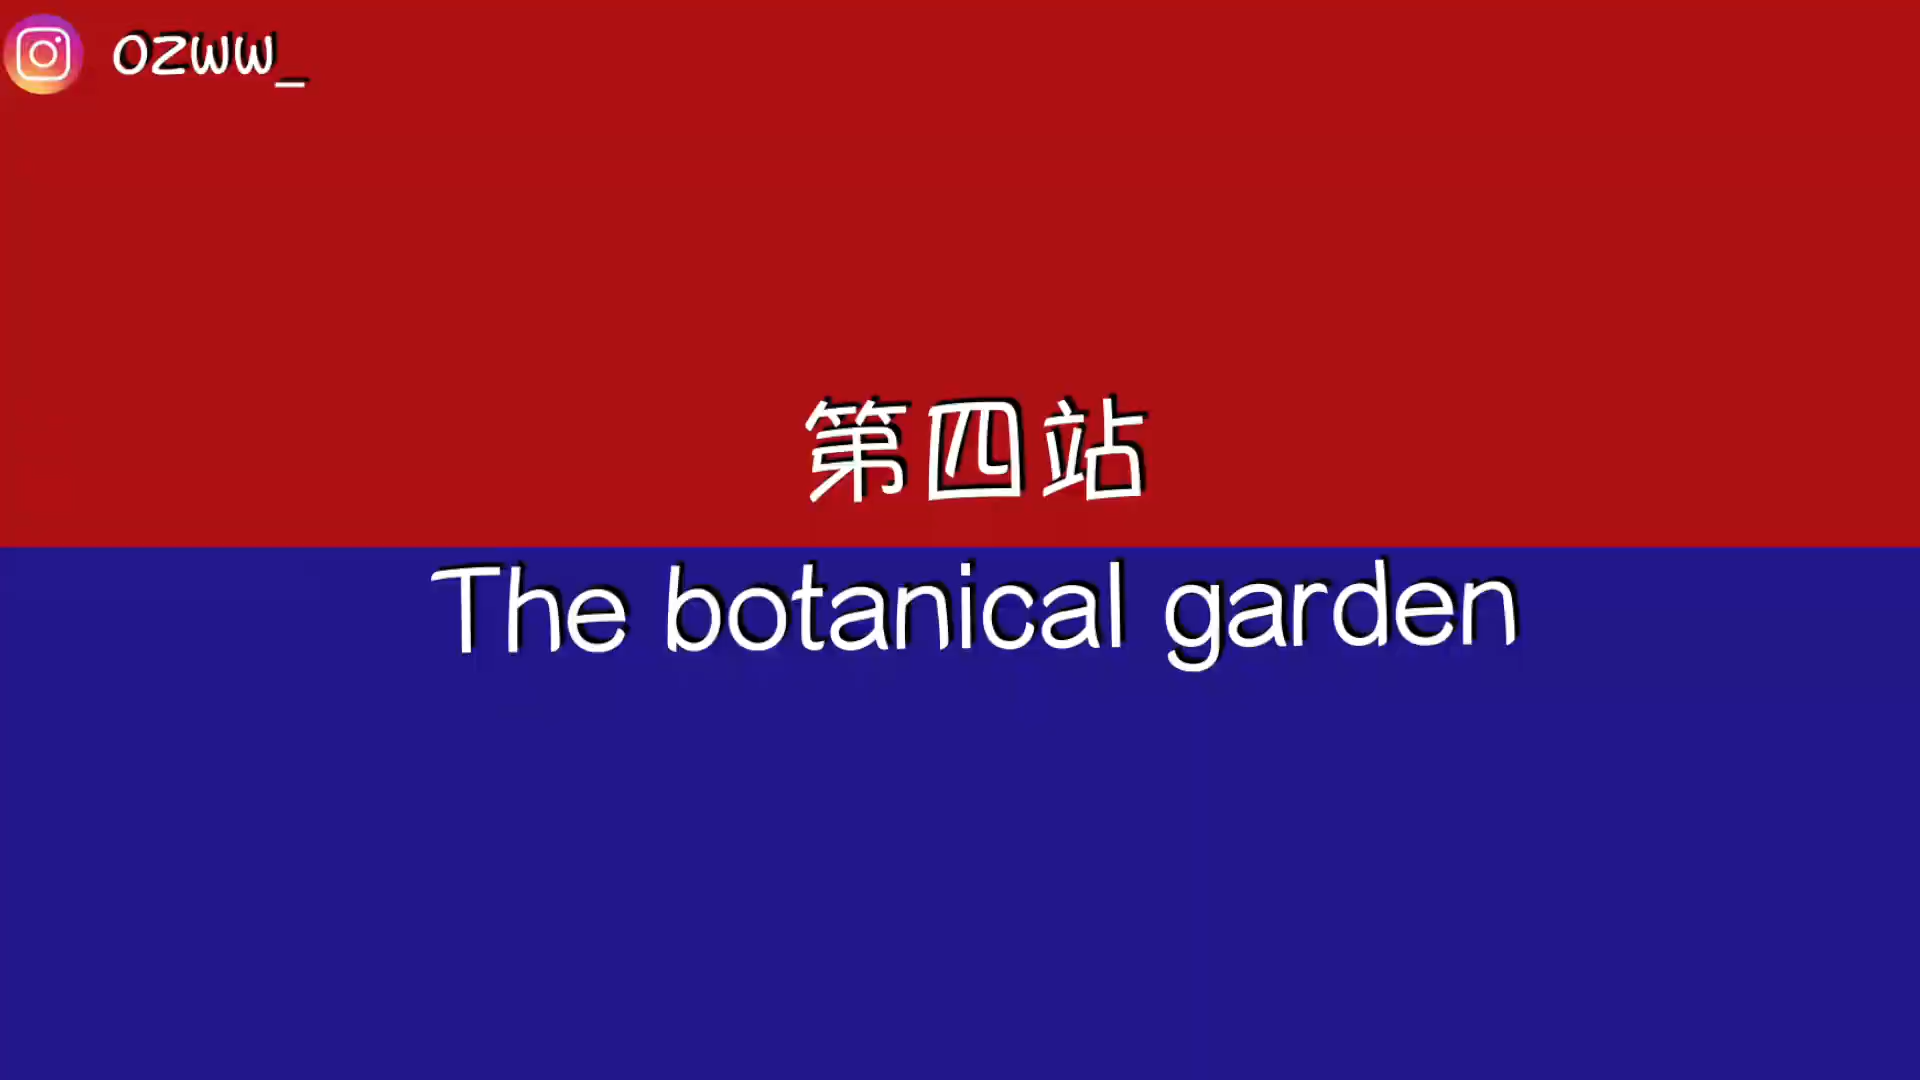 ozww_
第四站
The botanical garden